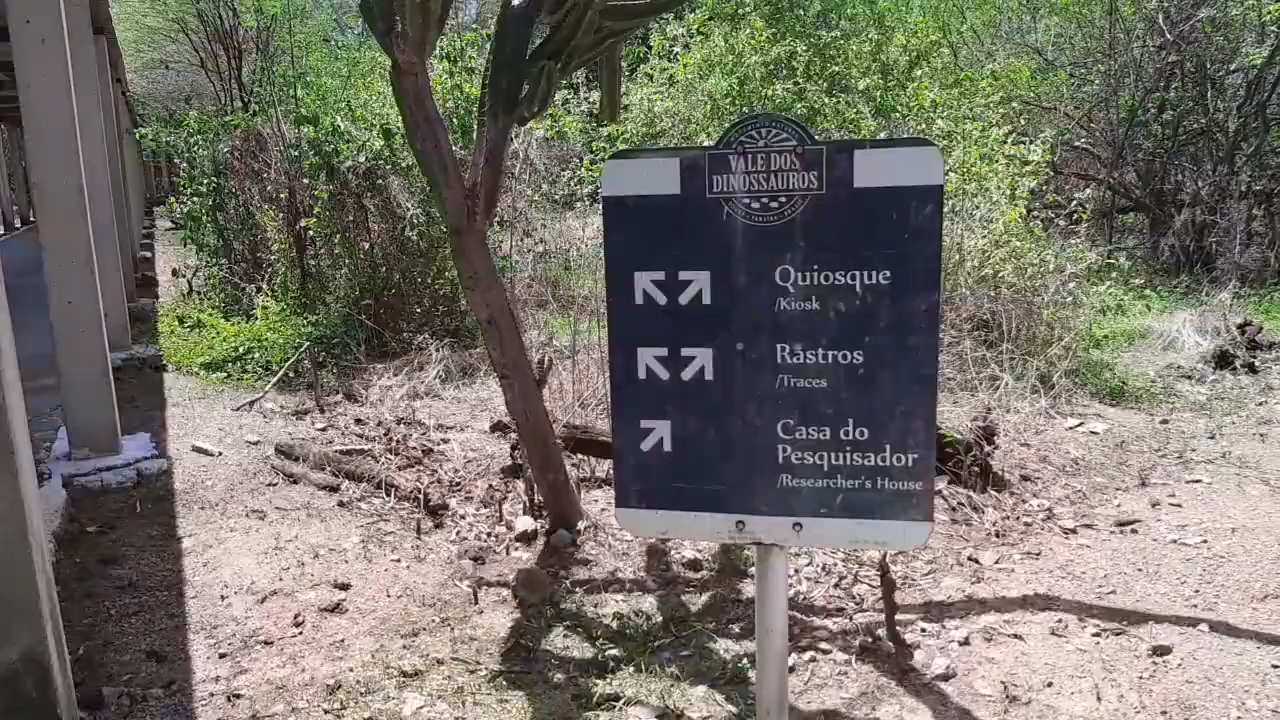 VALE DOS
DINOSSAUROS
Quiosque
/Kiosk
Rastros
/Traces
Casa do
Pesquisador
/Researcher's House